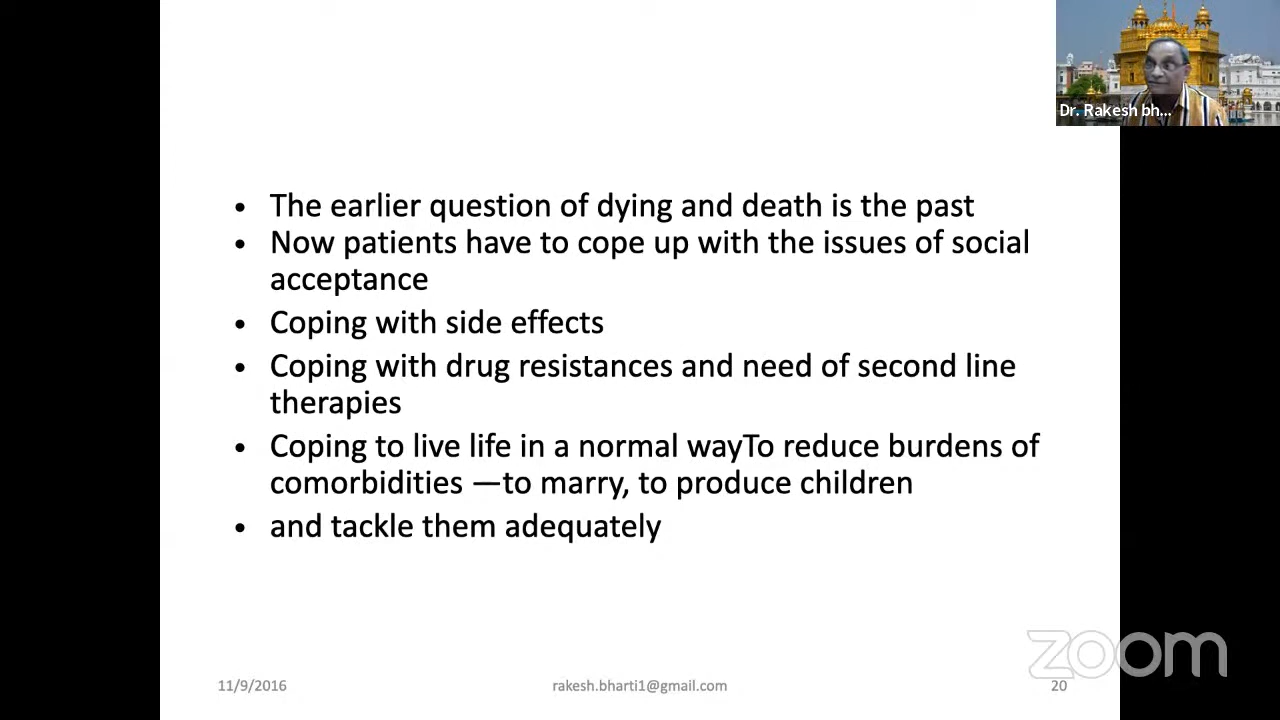 Dr. Rakesh bh...
• The earlier question of dying and death is the past
• Now patients have to cope up with the issues of social
acceptance
• Coping with side effects
• Coping with drug resistances and need of second line
therapies
• Coping to live life in a normal wayTo reduce burdens of
comorbidities —to marry, to produce children
• and tackle them adequately
zoom
11/9/2016 rakesh.bharti1@gmail.com 20